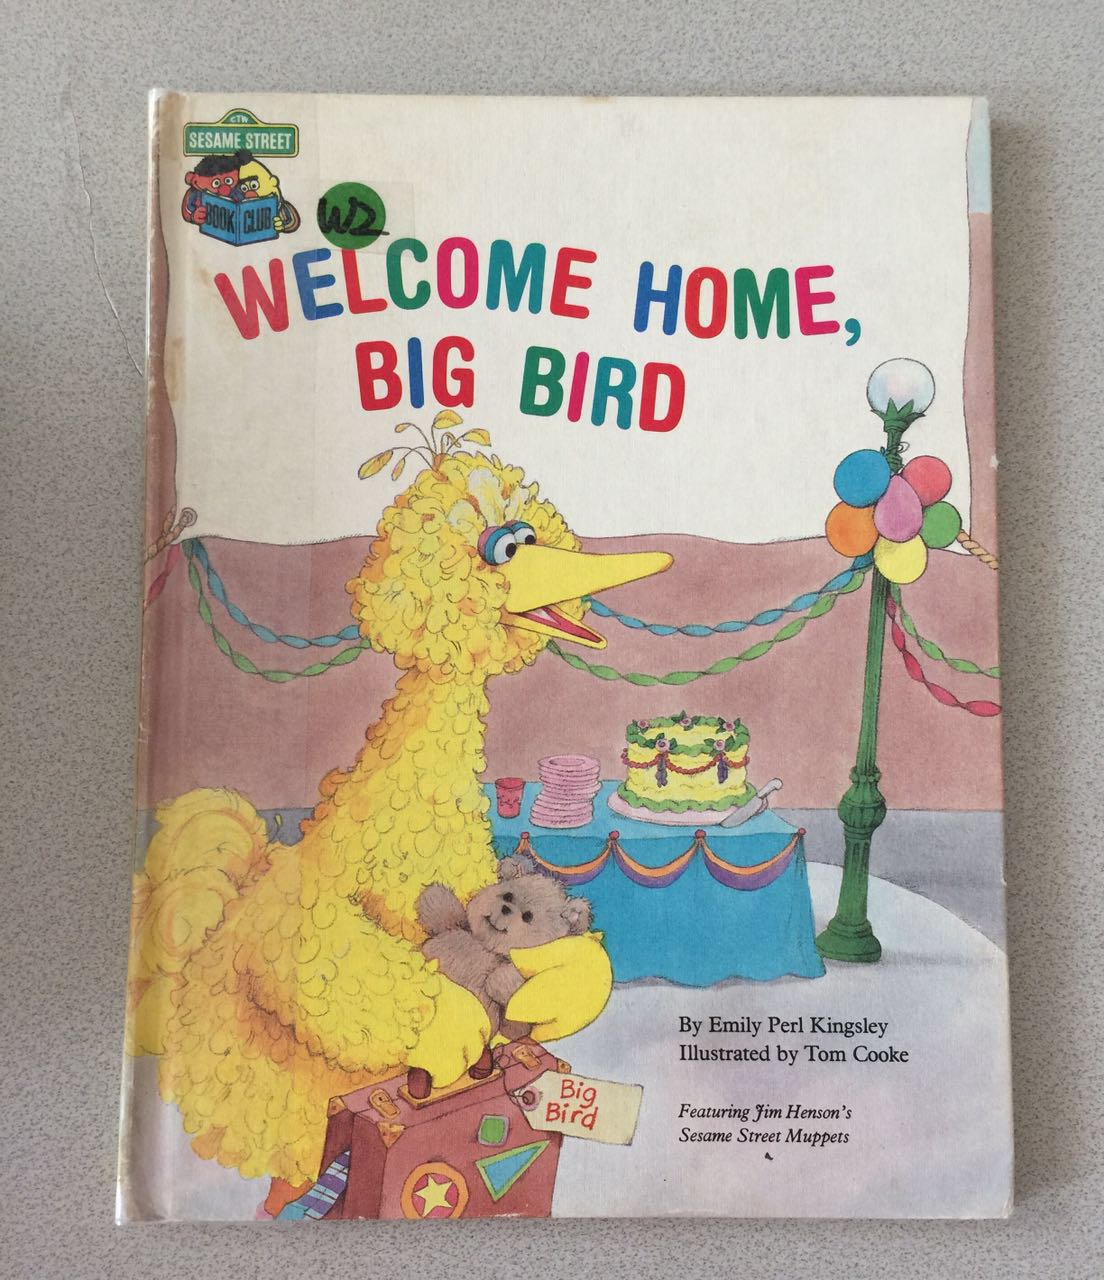 CTW
SESAME STREET
BOOK CLUB
W2
WELCOME HOME,
BIG BIRD
By Emily Perl Kingsley
Illustrated by Tom Cooke
Big
Bird
Featuring Jim Henson's
Sesame Street Muppets